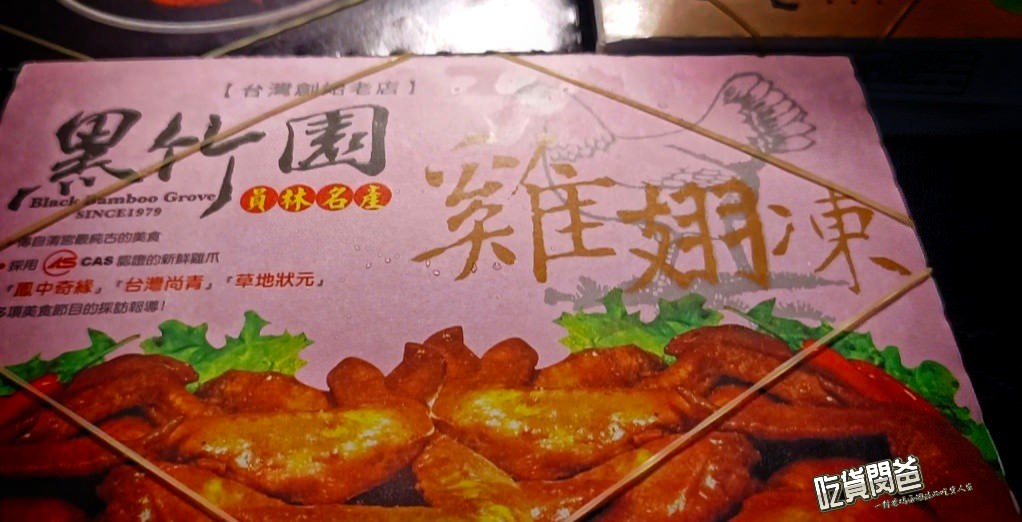 【台灣創始老店】
黑竹園
Black Bamboo Grove
SINCE1979
員林名產
雞翅凍
傳自清宮最純古的美食
• 採用 CAS CAS 認證的新鮮雞爪
『鳳中奇緣』『台灣尚青』『草地狀元』
多項美食節目的採訪報導!
吃貨閔爸